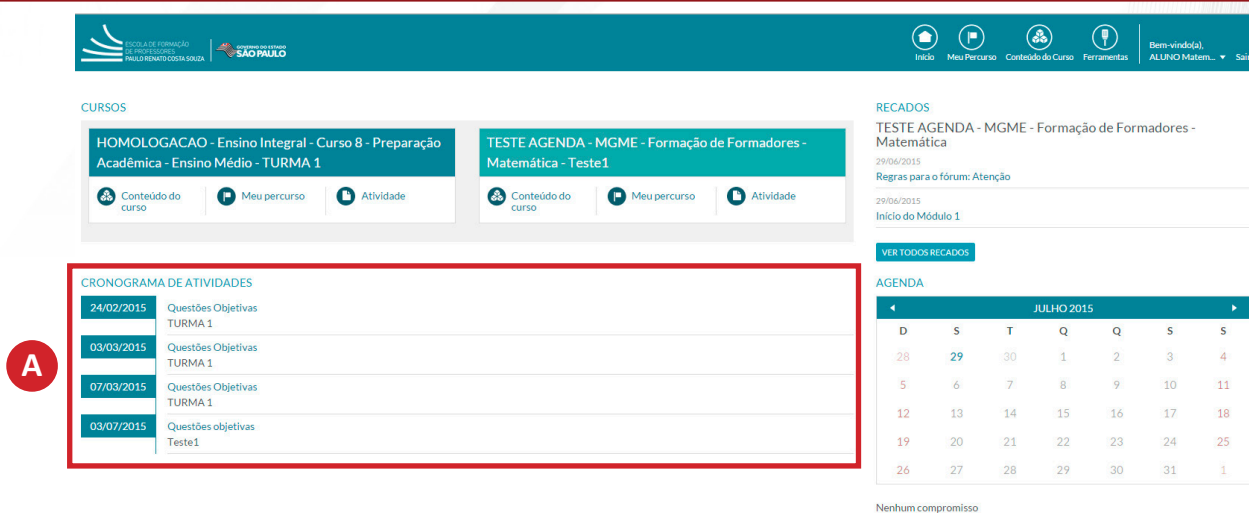 ESCOLA DE FORMAÇÃO
DE PROFESSORES
PAULO RENATO COSTA SOUZA
GOVERNO DO ESTADO
SÃO PAULO
Início
Meu Percurso
Conteúdo do Curso
Ferramentas
Bem-vindo(a),
ALUNO Matem...
CURSOS
HOMOLOGACAO - Ensino Integral - Curso 8 - Preparação
Acadêmica - Ensino Médio - TURMA 1
Conteúdo do
curso
Meu percurso
Atividade
TESTE AGENDA - MGME - Formação de Formadores -
Matemática - Teste1
Conteúdo do
curso
Meu percurso
Atividade
A
CRONOGRAMA DE ATIVIDADES
24/02/2015 Questões Objetivas
TURMA 1
03/03/2015 Questões Objetivas
TURMA 1
07/03/2015 Questões Objetivas
TURMA 1
03/07/2015 Questões objetivas
Teste1
RECADOS
TESTE AGENDA - MGME - Formação de Formadores -
Matemática
29/06/2015
Regras para o fórum: Atenção
29/06/2015
Início do Módulo 1
VER TODOS RECADOS
AGENDA
JULHO 2015
D S T Q Q S S
28 29 30 1 2 3 4
5 6 7 8 9 10 11
12 13 14 15 16 17 18
19 20 21 22 23 24 25
26 27 28 29 30 31 1
Nenhum compromisso